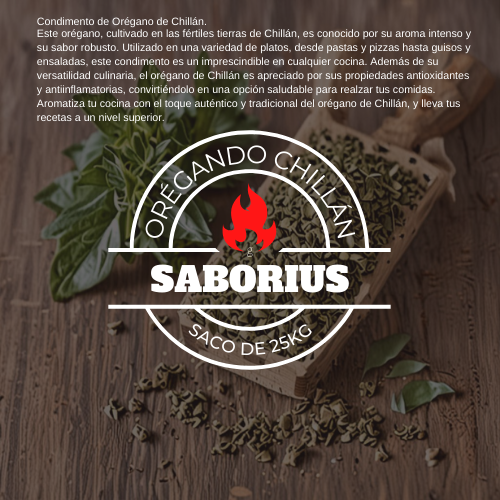 Condimento de Orégano de Chillán.
Este orégano, cultivado en las fértiles tierras de Chillán, es conocido por su aroma intenso y
su sabor robusto. Utilizado en una variedad de platos, desde pastas y pizzas hasta guisos y
ensaladas, este condimento es un imprescindible en cualquier cocina. Además de su
versatilidad culinaria, el orégano de Chillán es apreciado por sus propiedades antioxidantes
y antiinflamatorias, convirtiéndolo en una opción saludable para realzar tus comidas.
Aromatiza tu cocina con el toque auténtico y tradicional del orégano de Chillán, y lleva tus
recetas a un nivel superior.
ORÉGANDO CHILLÁN
SABORIUS
SACO DE 25KG